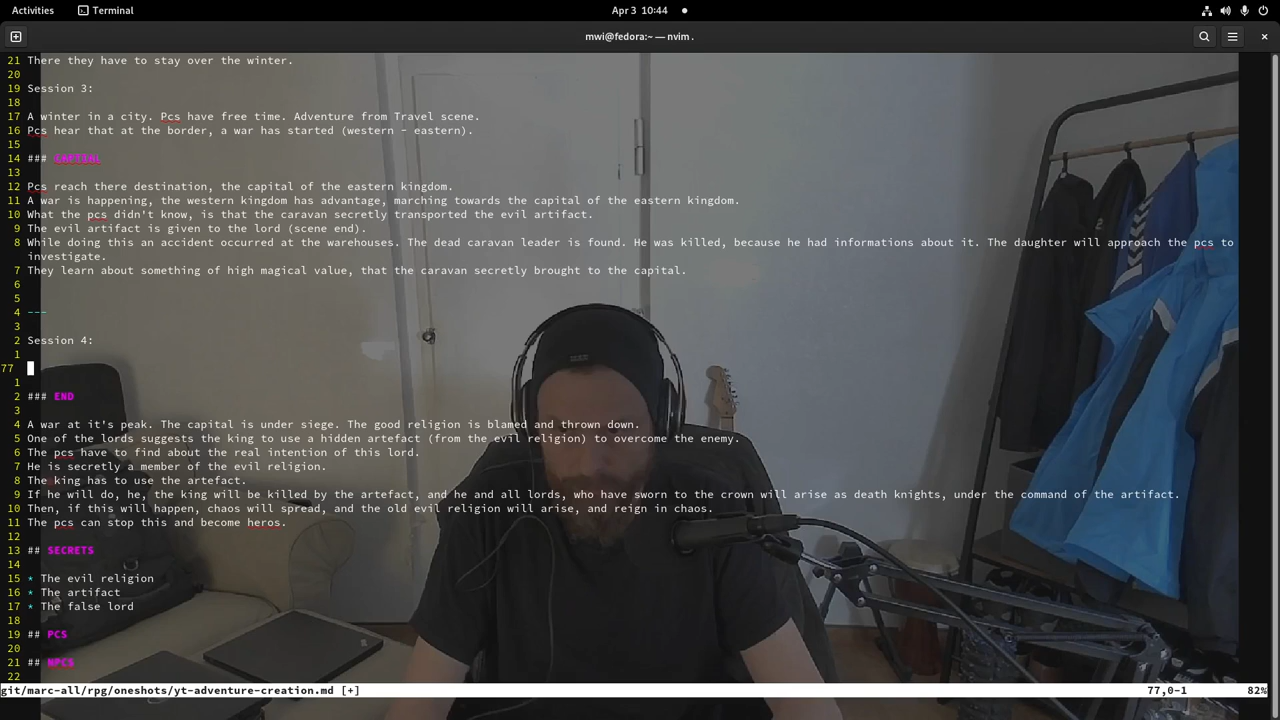 Activities
Terminal
Apr 3 10:44
mwi@fedora:~ — nvim .
21 There they have to stay over the winter.
20
19 Session 3:
18
17 A winter in a city. Pcs have free time. Adventure from Travel scene.
16 Pcs hear that at the border, a war has started (western - eastern).
15
14 ### CAPITAL
13
12 Pcs reach there destination, the capital of the eastern kingdom.
11 A war is happening, the western kingdom has advantage, marching towards the capital of the eastern kingdom.
10 What the pcs didn't know, is that the caravan secretly transported the evil artifact.
9 The evil artifact is given to the lord (scene end).
8 While doing this an accident occurred at the warehouses. The dead caravan leader is found. He was killed, because he had informations about it. The daughter will approach the pcs to
investigate.
7 They learn about something of high magical value, that the caravan secretly brought to the capital.
6
5
4 ---
3
2 Session 4:
1
77
1
2 ### END
3
4 A war at it's peak. The capital is under siege. The good religion is blamed and thrown down.
5 One of the lords suggests the king to use a hidden artefact (from the evil religion) to overcome the enemy.
6 The pcs have to find about the real intention of this lord.
7 He is secretly a member of the evil religion.
8 The king has to use the artefact.
9 If he will do, he, the king will be killed by the artefact, and he and all lords, who have sworn to the crown will arise as death knights, under the command of the artifact.
10 Then, if this will happen, chaos will spread, and the old evil religion will arise, and reign in chaos.
11 The pcs can stop this and become heros.
12
13 ## SECRETS
14
15 * The evil religion
16 * The artifact
17 * The false lord
18
19 ## PCS
20
21 ## NPCS
22
git/marc-all/rpg/oneshots/yt-adventure-creation.md [+] 77,0-1 82%